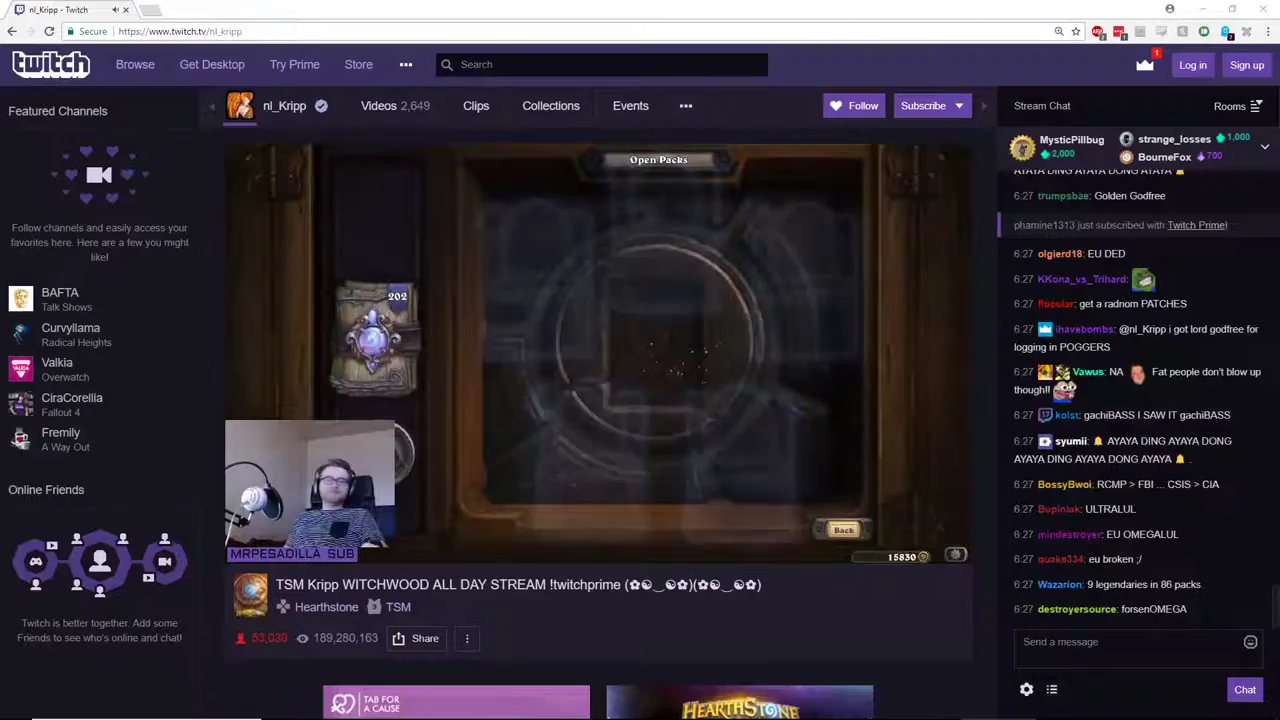 nl_Kripp - Twitch
Secure
https://www.twitch.tv/nl_kripp
twitch
Browse
Get Desktop
Try Prime
Store
Search
1
Log in
Sign up
Featured Channels
Follow channels and easily access your
favorites here. Here are a few you might
like!
BAFTA
Talk Shows
Curvyllama
Radical Heights
Valkia
Overwatch
CiraCorellia
Fallout 4
Fremily
A Way Out
Online Friends
Twitch is better together. Add some
Friends to see who's online and chat!
nl_Kripp
Videos 2,649
Clips
Collections
Events
Follow
Subscribe
Open Packs
202
Back
15830
MRPESADILLA SUB
TSM Kripp WITCHWOOD ALL DAY STREAM !twitchprime (✿☯‿☯✿)(✿☯‿☯✿)
Hearthstone
TSM
53,030
189,280,163
Share
TAB FOR
A CAUSE
HEARTHSTONE
Stream Chat
Rooms
MysticPillbug
2,000
strange_losses 1,000
BourneFox 700
AYAYA DING AYAYA DONG AYAYA
6:27 trumpsbae: Golden Godfree
phamine1313 just subscribed with Twitch Prime!
6:27 olgierd18: EU DED
6:27 KKona_vs_Trihard:
6:27 get a radnom PATCHES
6:27 ihavebombs: @nl_Kripp i got lord godfree for
logging in POGGERS
6:27 Vawus: NA Fat people don't blow up
though!!
6:27 kolst: gachiBASS I SAW IT gachiBASS
6:27 syumii: 🔔 AYAYA DING AYAYA DONG
AYAYA DING AYAYA DONG AYAYA 🔔 .
6:27 BossyBwoi: RCMP > FBI ... CSIS > CIA
6:27 Bupiniak: ULTRALUL
6:27 mindestroyer: EU OMEGALUL
6:27 quake334: eu broken ;/
6:27 Wazarion: 9 legendaries in 86 packs
6:27 destroyersource: forsenOMEGA
Send a message
Chat